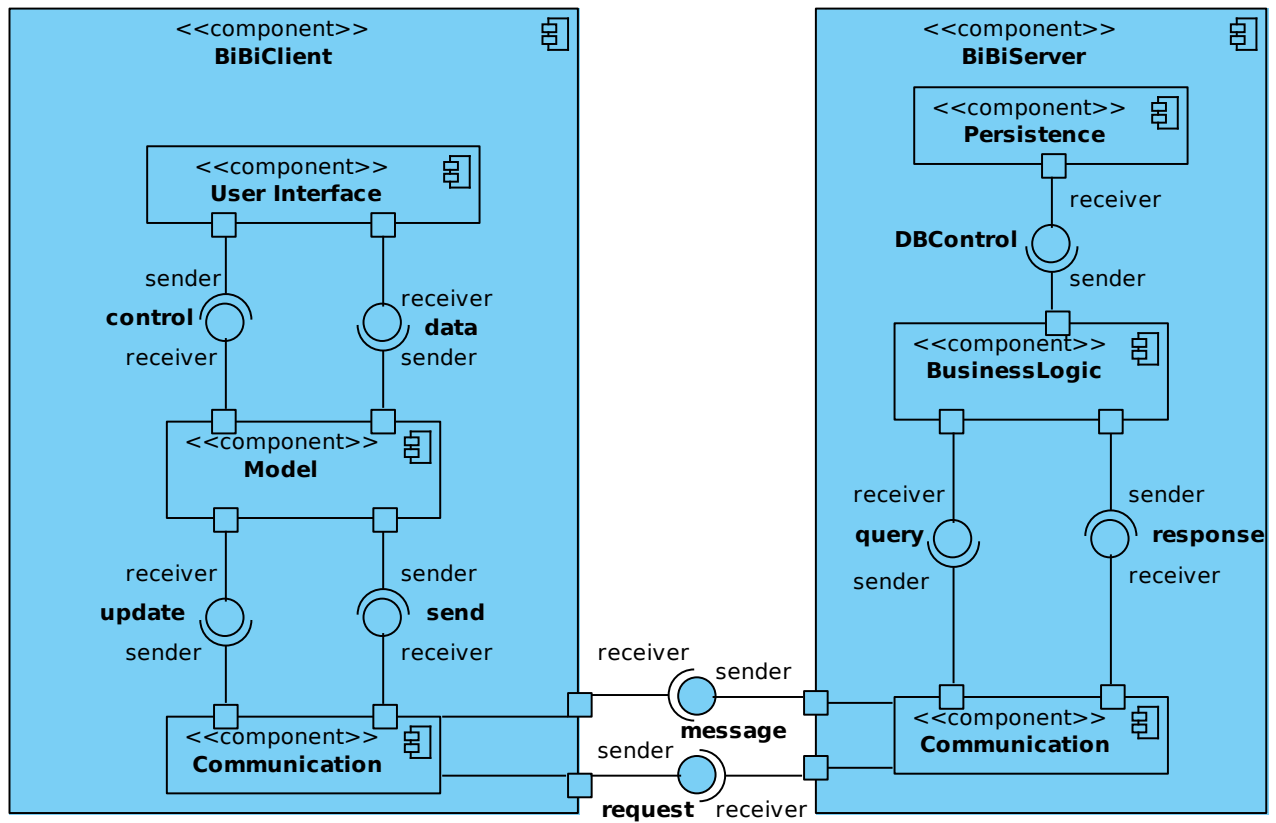 <<component>>
BiBiClient
<<component>>
User Interface
sender
control
receiver
receiver
data
sender
<<component>>
Model
receiver
update
sender
sender
send
receiver
<<component>>
Communication
receiver
sender
message
sender
request
receiver
<<component>>
BiBiServer
<<component>>
Persistence
receiver
DBControl
sender
<<component>>
BusinessLogic
receiver
query
sender
sender
response
receiver
<<component>>
Communication